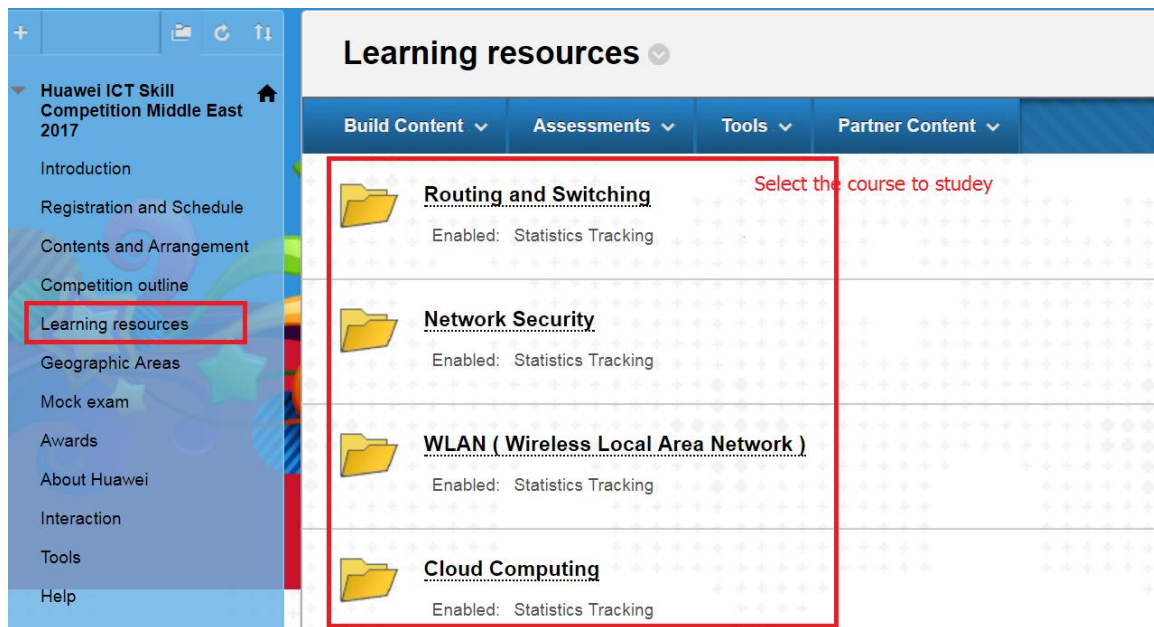 Huawei ICT Skill
Competition Middle East
2017
Introduction
Registration and Schedule
Contents and Arrangement
Competition outline
Learning resources
Geographic Areas
Mock exam
Awards
About Huawei
Interaction
Tools
Help
Learning resources
Build Content
Assessments
Tools
Partner Content
Select the course to studey
Routing and Switching
Enabled: Statistics Tracking
Network Security
Enabled: Statistics Tracking
WLAN ( Wireless Local Area Network )
Enabled: Statistics Tracking
Cloud Computing
Enabled: Statistics Tracking